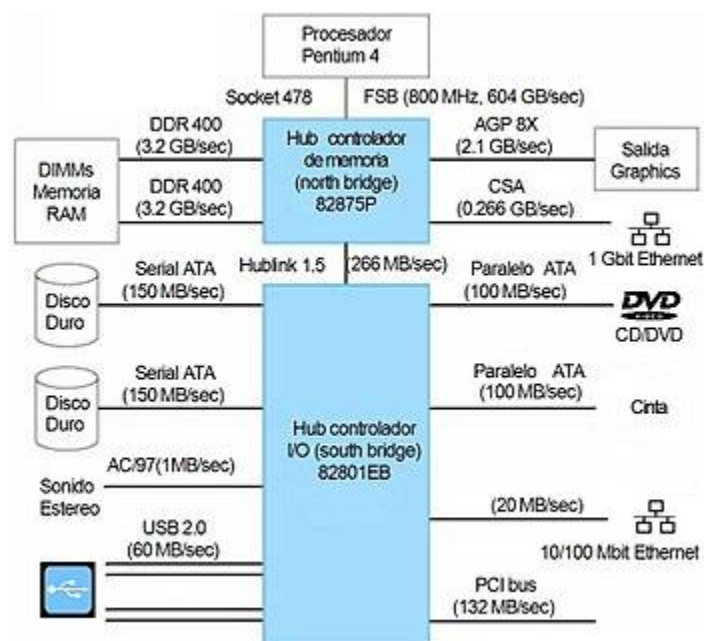 Procesador
Pentium 4
Socket 478
FSB (800 MHz, 604 GB/sec)
DDR 400
(3.2 GB/sec)
DIMMs
Memoria
RAM
DDR 400
(3.2 GB/sec)
Hub controlador
de memoria
(north bridge)
82875P
AGP 8X
(2.1 GB/sec)
Salida
Graphics
CSA
(0.266 GB/sec)
1 Gbit Ethernet
Hublink 1.5
(266 MB/sec)
Serial ATA
(150 MB/sec)
Disco
Duro
Paralelo ATA
(100 MB/sec)
DVD
VIDEO
CD/DVD
Serial ATA
(150 MB/sec)
Disco
Duro
Paralelo ATA
(100 MB/sec)
Cinta
Hub controlador
I/O (south bridge)
82801EB
AC/97(1MB/sec)
Sonido
Estereo
(20 MB/sec)
10/100 Mbit Ethernet
USB 2.0
(60 MB/sec)
PCI bus
(132 MB/sec)